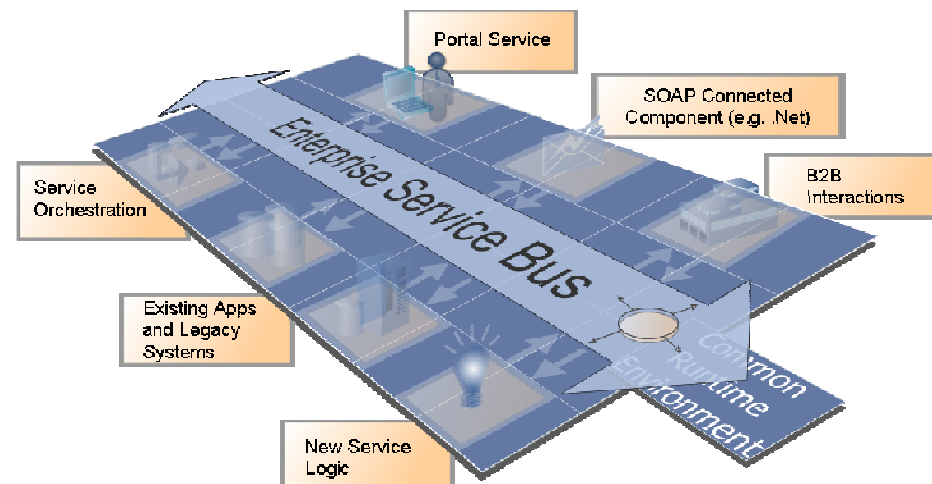 Portal Service
SOAP Connected
Component (e.g. .Net)
B2B
Interactions
Enterprise Service Bus
Service
Orchestration
Existing Apps
and Legacy
Systems
New Service
Logic
Common
Runtime
Environment